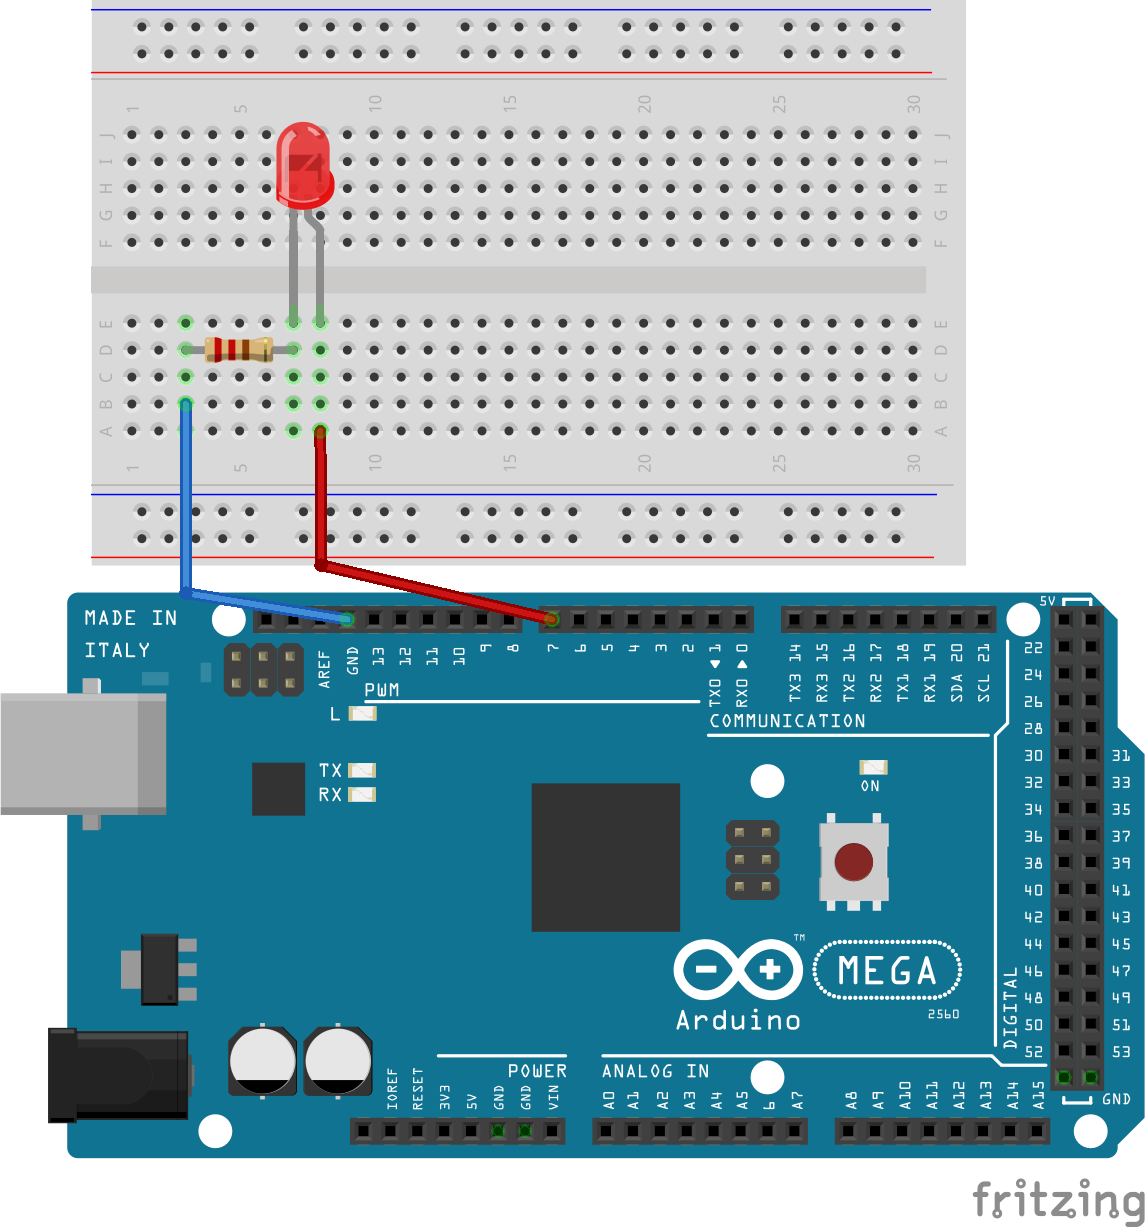 1 5 10 15 20 25 30
J J
I I
H H
G G
F F
E E
D D
C C
B B
A A
1 5 10 15 20 25 30
MADE IN
ITALY
5V
AREF GND 13 12 11 10 9 8 7 6 5 4 3 2 TX0 ◀ 1 RX0 ▶ 0 TX3 14 RX3 15 TX2 16 RX2 17 TX1 18 RX1 19 SDA 20 SCL 21
PWM
L
COMMUNICATION
TX
RX
ON
22
24
26
28
30 31
32 33
34 35
36 37
38 39
40 41
42 43
44 45
46 47
48 49
50 51
52 53
DIGITAL
GND
TM
MEGA
2560
Arduino
POWER
ANALOG IN
IOREF RESET 3V3 5V GND GND VIN A0 A1 A2 A3 A4 A5 6 A7 A8 A9 A10 A11 A12 A13 A14 A15
fritzing